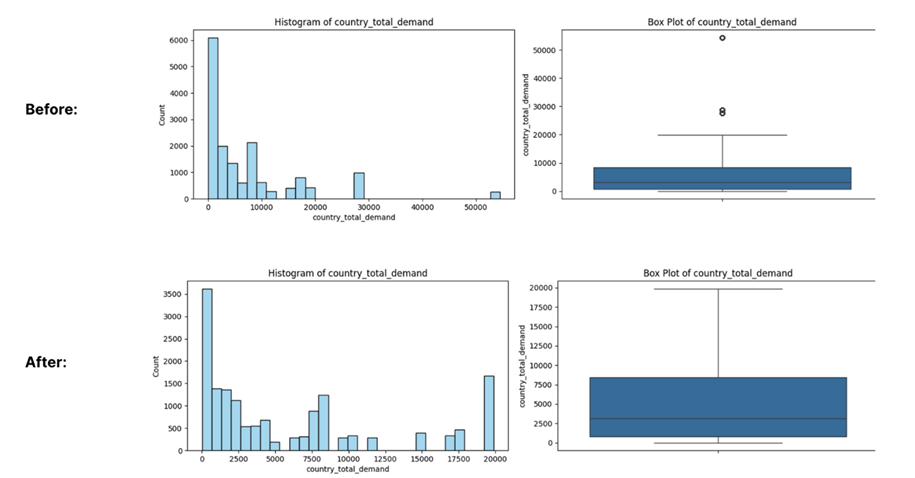 Before:
Histogram of country_total_demand
Count
6000
5000
4000
3000
2000
1000
0
0 10000 20000 30000 40000 50000
country_total_demand
Box Plot of country_total_demand
country_total_demand
50000
40000
30000
20000
10000
0
After:
Histogram of country_total_demand
Count
3500
3000
2500
2000
1500
1000
500
0
0 2500 5000 7500 10000 12500 15000 17500 20000
country_total_demand
Box Plot of country_total_demand
country_total_demand
20000
17500
15000
12500
10000
7500
5000
2500
0